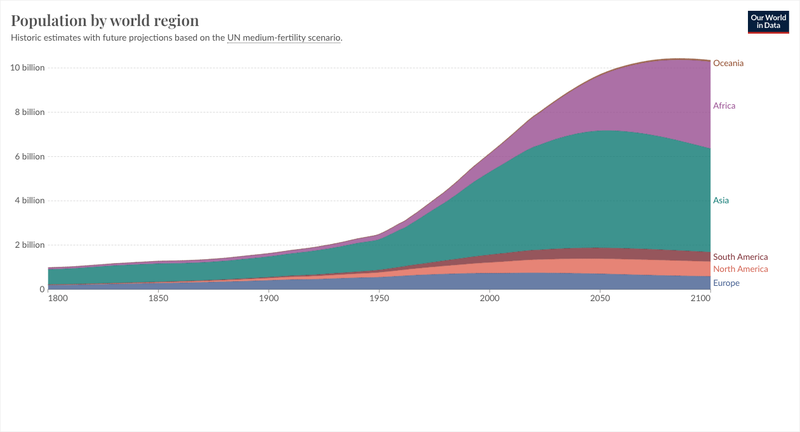 Population by world region
Historic estimates with future projections based on the UN medium-fertility scenario.
Our World
in Data
10 billion
8 billion
6 billion
4 billion
2 billion
0
Oceania
Africa
Asia
South America
North America
Europe
1800
1850
1900
1950
2000
2050
2100